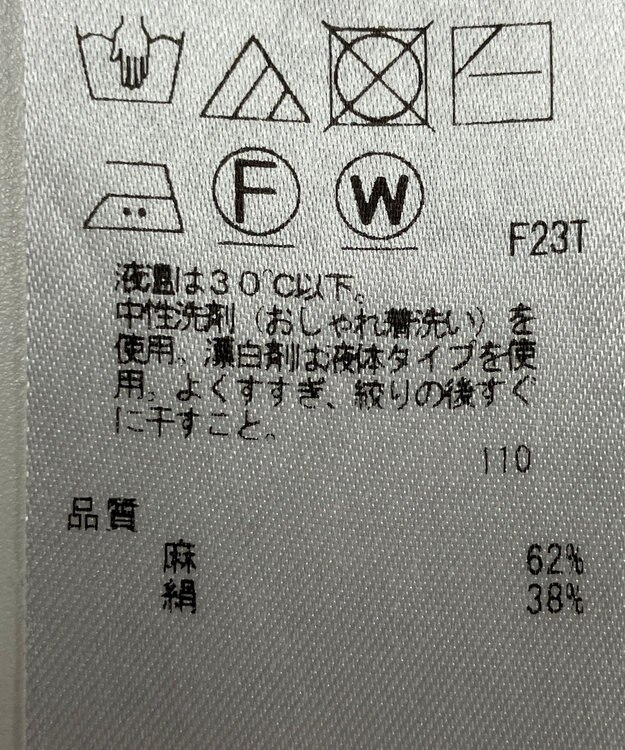 F
W
F23T
液温は30℃以下。
中性洗剤（おしゃれ着洗い）を
使用。漂白剤は液体タイプを使
用。よくすすぎ、絞りの後すぐ
に干すこと。
110
品質
麻 62%
絹 38%